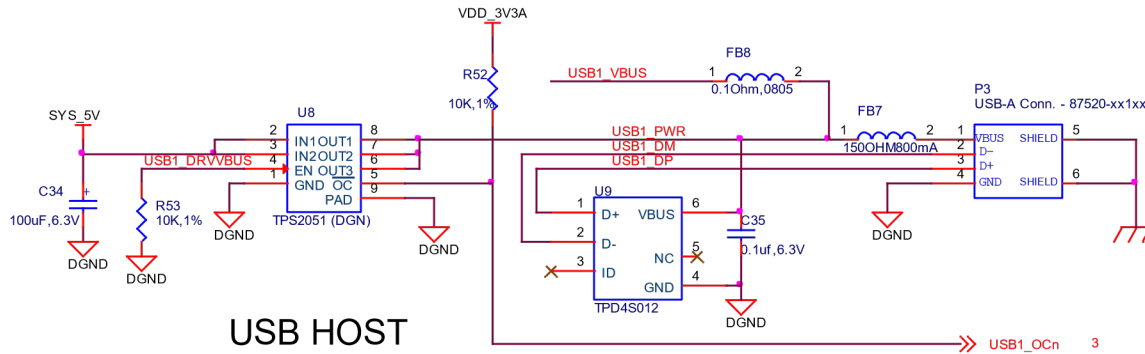 VDD_3V3A
FB8
USB1_VBUS
1
2
0.1Ohm,0805
R52
10K,1%
P3
USB-A Conn. - 87520-xx1xx
FB7
SYS_5V
U8
2
IN1
OUT1
8
3
IN2
OUT2
7
USB1_DRVVBUS
4
EN
OUT3
6
1
GND
OC
5
PAD
9
TPS2051 (DGN)
USB1_PWR
USB1_DM
USB1_DP
1
2
150OHM800mA
1
VBUS
SHIELD
5
2
D-
3
D+
4
GND
SHIELD
6
C34
+
100uF,6.3V
DGND
R53
10K,1%
DGND
DGND
DGND
U9
1
D+
VBUS
6
2
D-
NC
5
3
ID
GND
4
TPD4S012
C35
0.1uf,6.3V
DGND
DGND
USB HOST
USB1_OCn
3